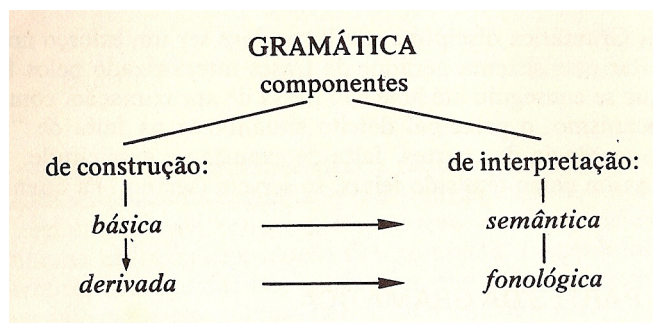 GRAMÁTICA
componentes
de construção: de interpretação:
básica semântica
derivada fonológica